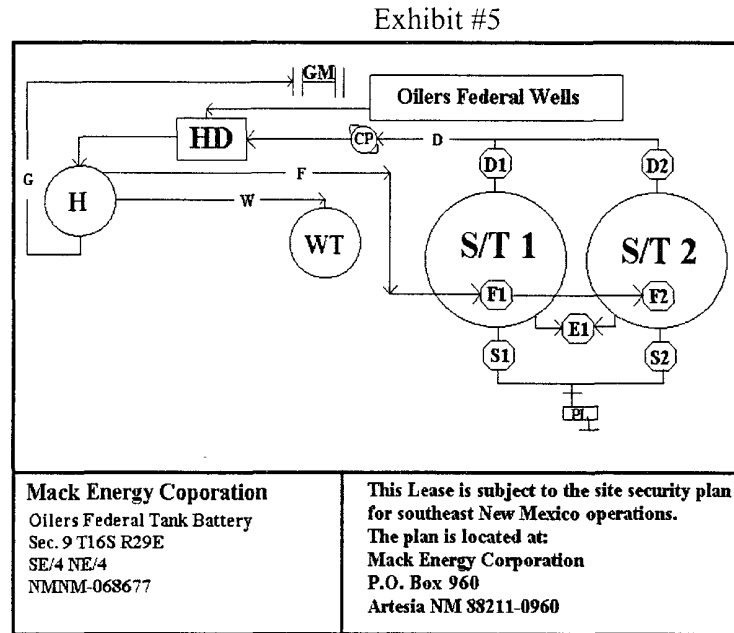 Exhibit #5
GM
Oilers Federal Wells
HD
CP
D
D1
D2
G
H
F
W
WT
S/T 1
S/T 2
F1
F2
E1
S1
S2
PL
Mack Energy Coporation
Oilers Federal Tank Battery
Sec. 9 T16S R29E
SE/4 NE/4
NMNM-068677
This Lease is subject to the site security plan
for southeast New Mexico operations.
The plan is located at:
Mack Energy Corporation
P.O. Box 960
Artesia NM 88211-0960